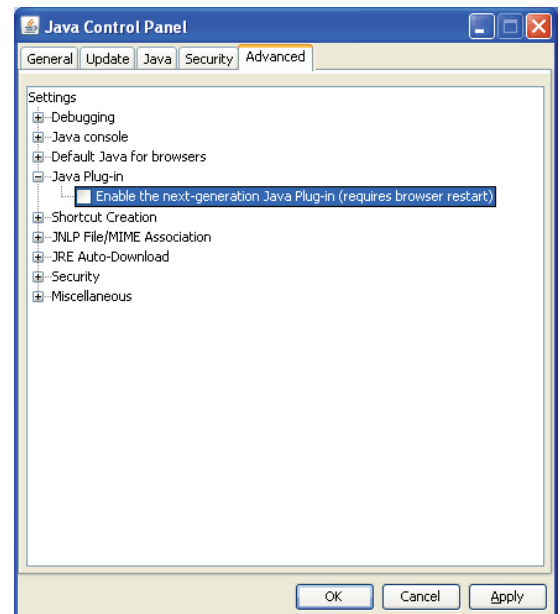 Java Control Panel
General Update Java Security Advanced
Settings
Debugging
Java console
Default Java for browsers
Java Plug-in
Enable the next-generation Java Plug-in (requires browser restart)
Shortcut Creation
JNLP File/MIME Association
JRE Auto-Download
Security
Miscellaneous
OK Cancel Apply